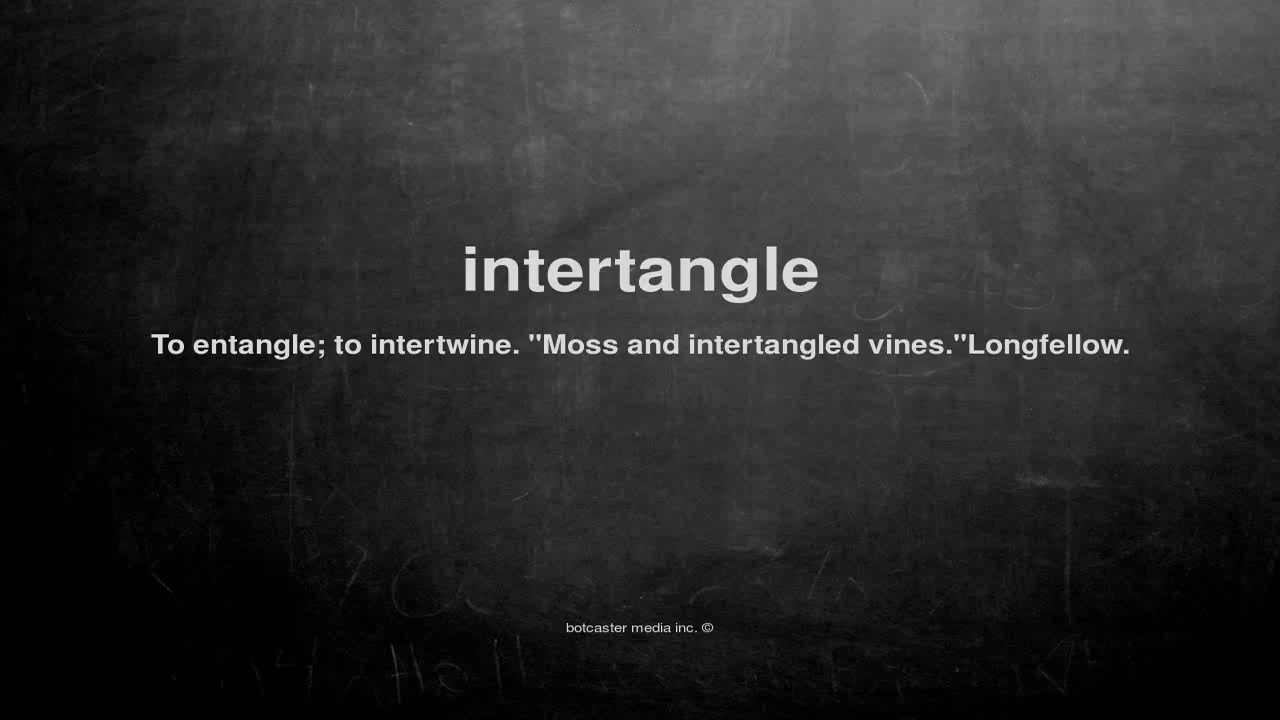 intertangle
To entangle; to intertwine. "Moss and intertangled vines."Longfellow.
botcaster media inc. ©